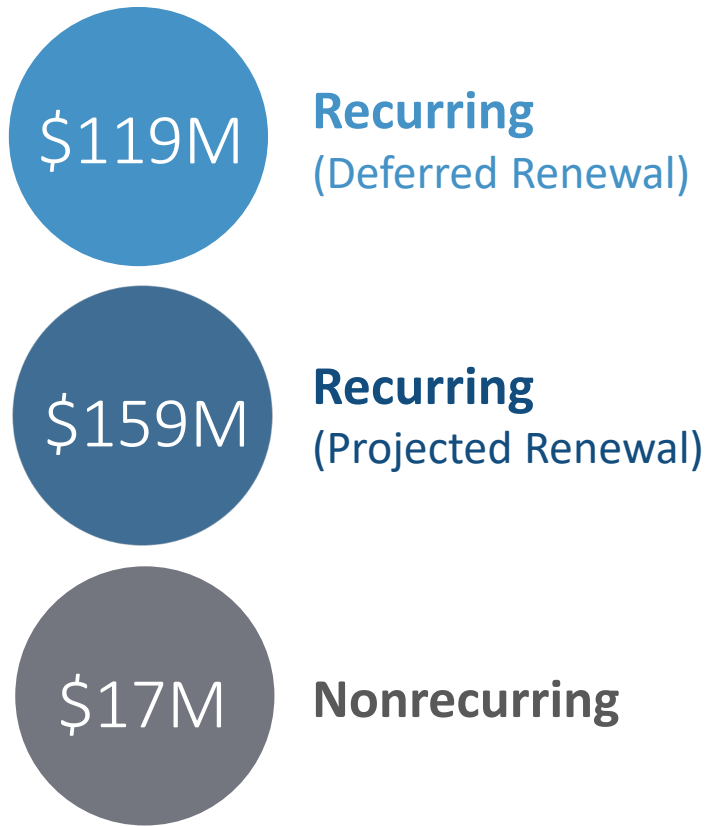 $119M
Recurring
(Deferred Renewal)
$159M
Recurring
(Projected Renewal)
$17M
Nonrecurring